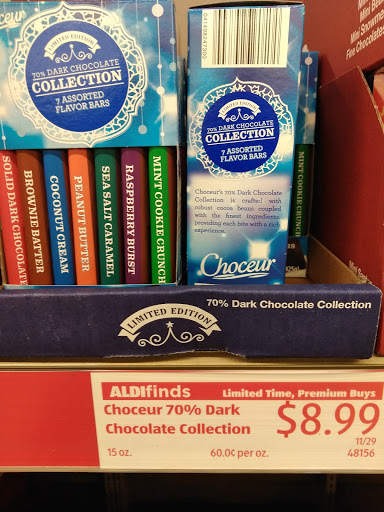 Choceur
LIMITED EDITION
70% DARK CHOCOLATE
COLLECTION
7 ASSORTED
FLAVOR BARS
SOLID DARK CHOCOLATE
BROWNIE BATTER
COCONUT CREAM
PEANUT BUTTER
SEA SALT CARAMEL
RASPBERRY BURST
MINT COOKIE CRUNCH
LIMITED EDITION
70% DARK CHOCOLATE
COLLECTION
7 ASSORTED
FLAVOR BARS
Choceur's 70% Dark Chocolate
Collection is crafted with
robust cocoa beans coupled
with the finest ingredients
providing each bite with a rich
experience.
Choceur
MINT COOKIE CRUNCH
70% Dark Chocolate Collection
LIMITED EDITION
ALDIfinds
Limited Time, Premium Buys
Choceur 70% Dark
Chocolate Collection
$8.99
11/29
15 oz.
60.0¢ per oz.
48156